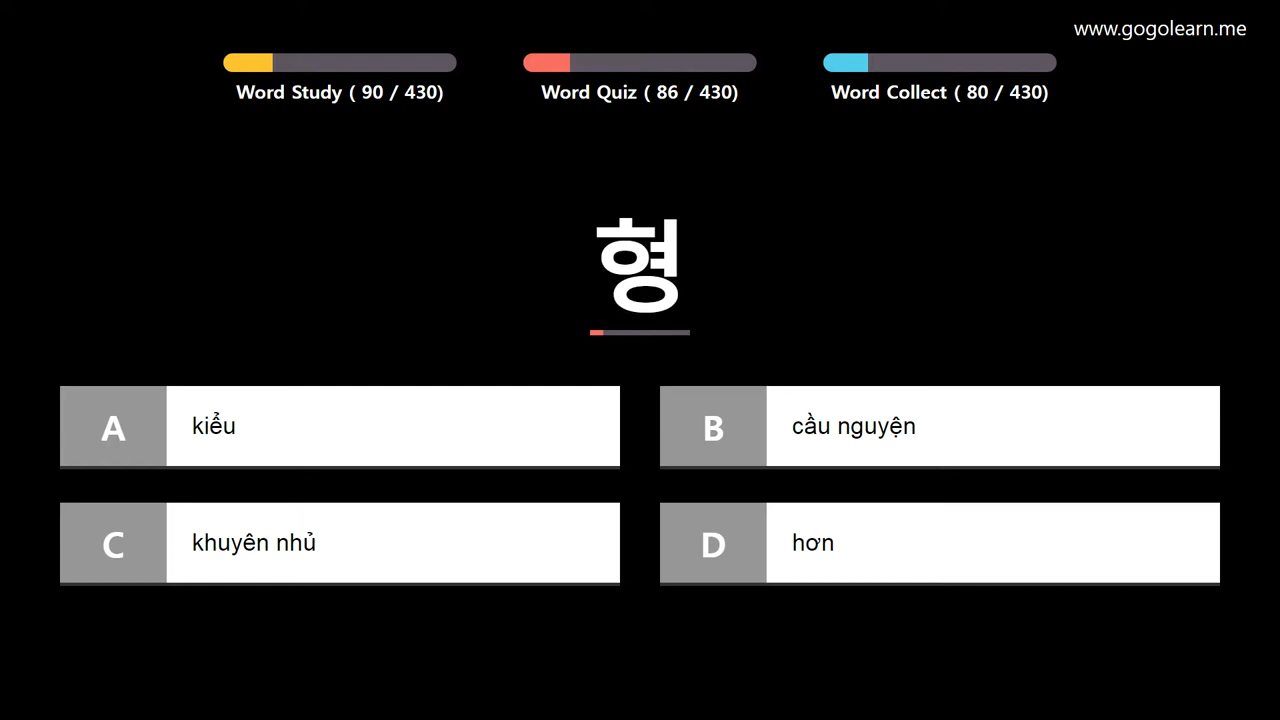 www.gogolearn.me
Word Study ( 90 / 430)
Word Quiz ( 86 / 430)
Word Collect ( 80 / 430)
형
A kiểu
B cầu nguyện
C khuyên nhủ
D hơn